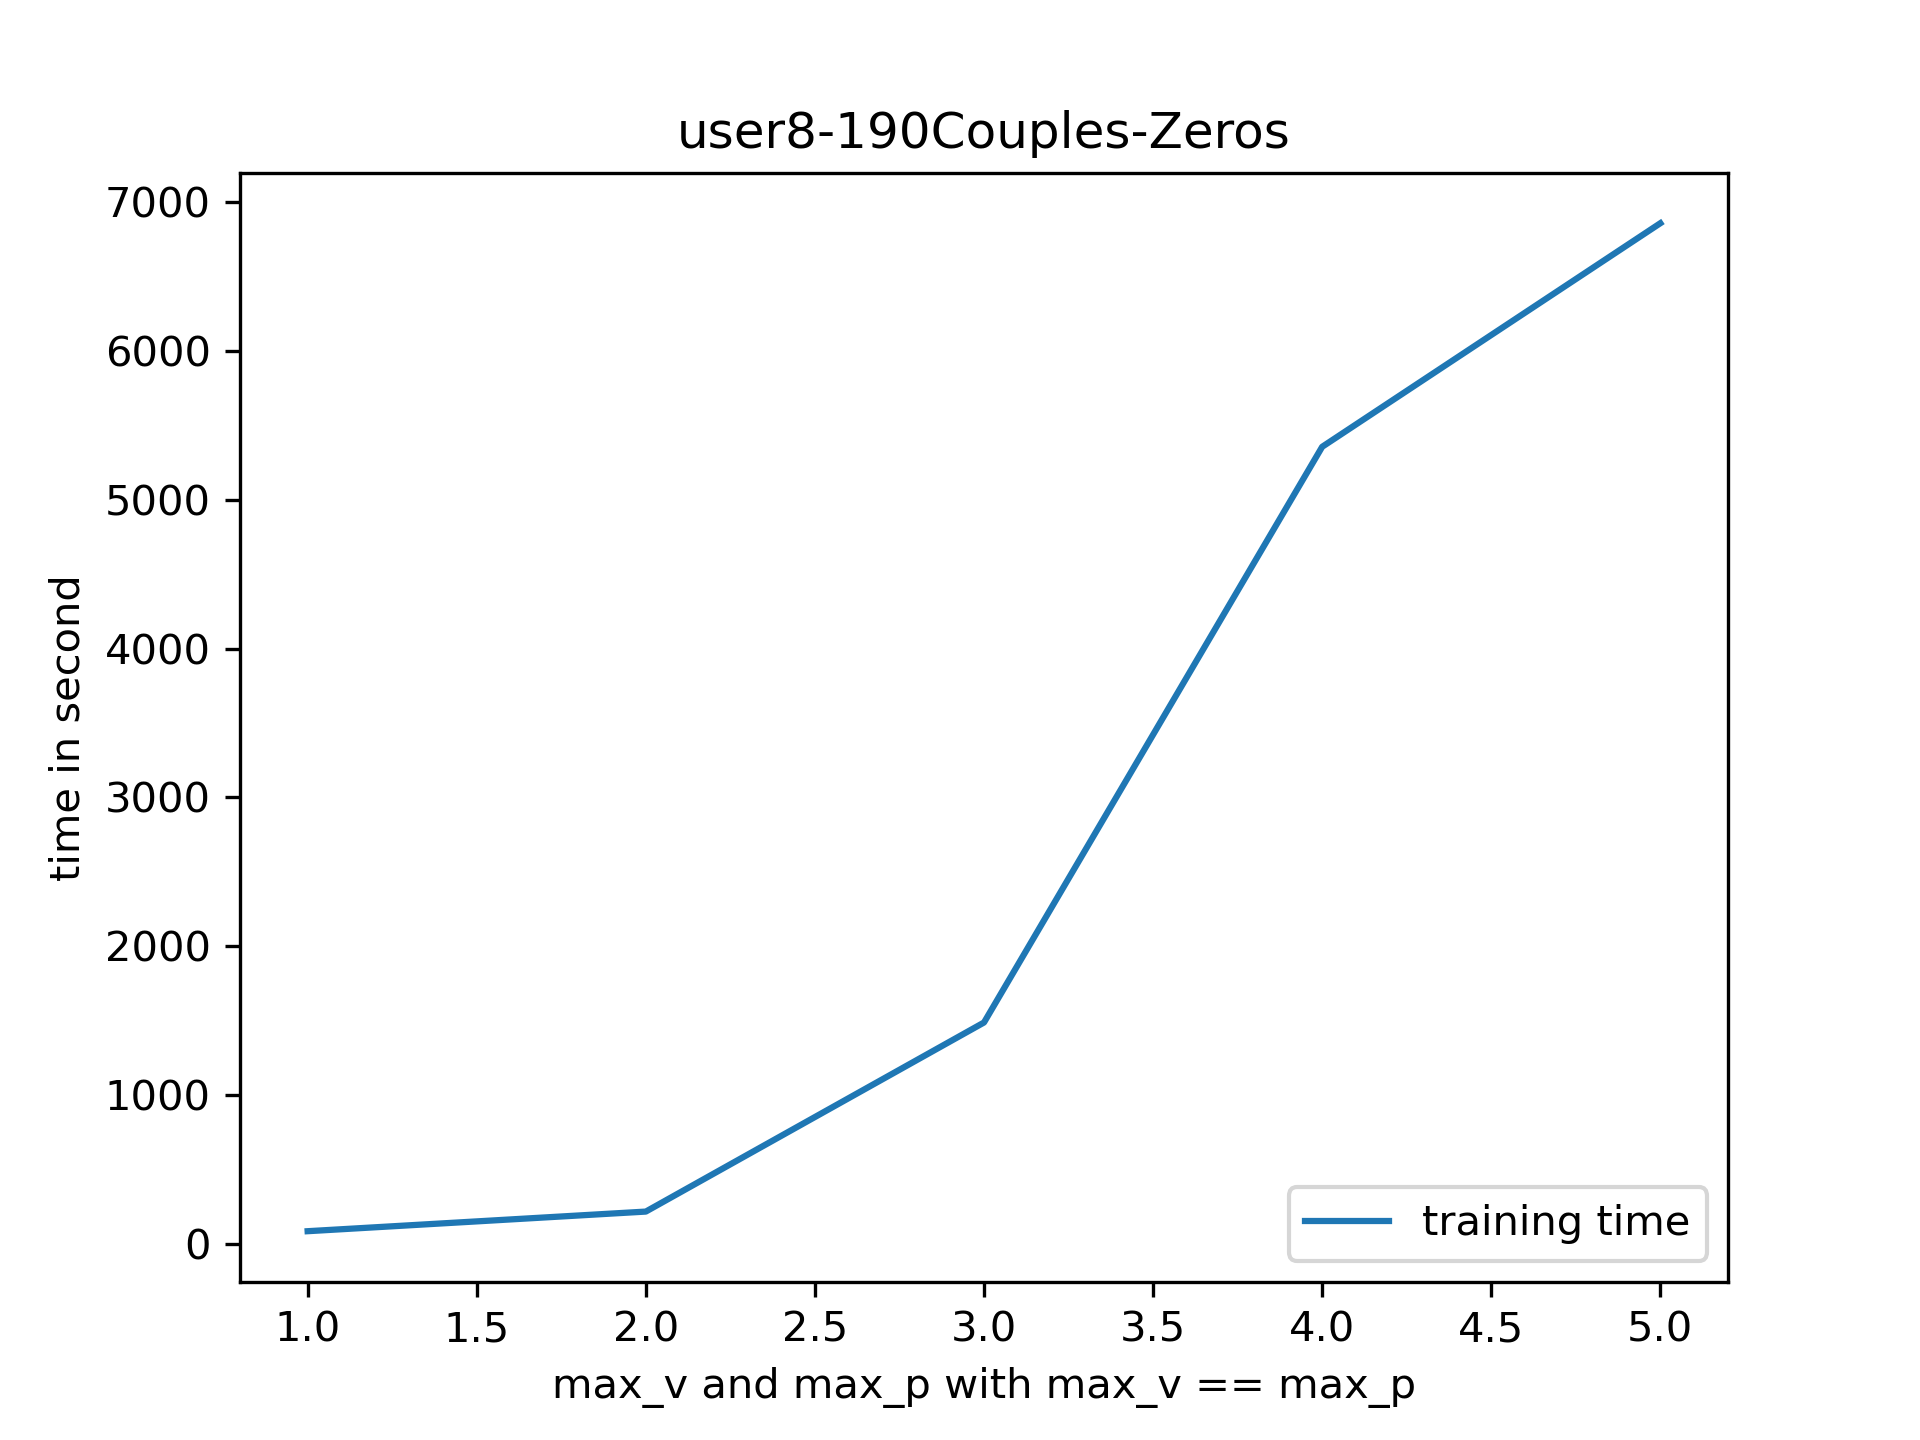 user8-190Couples-Zeros
7000
6000
5000
4000
3000
2000
1000
0
time in second
training time
1.0 1.5 2.0 2.5 3.0 3.5 4.0 4.5 5.0
max_v and max_p with max_v == max_p